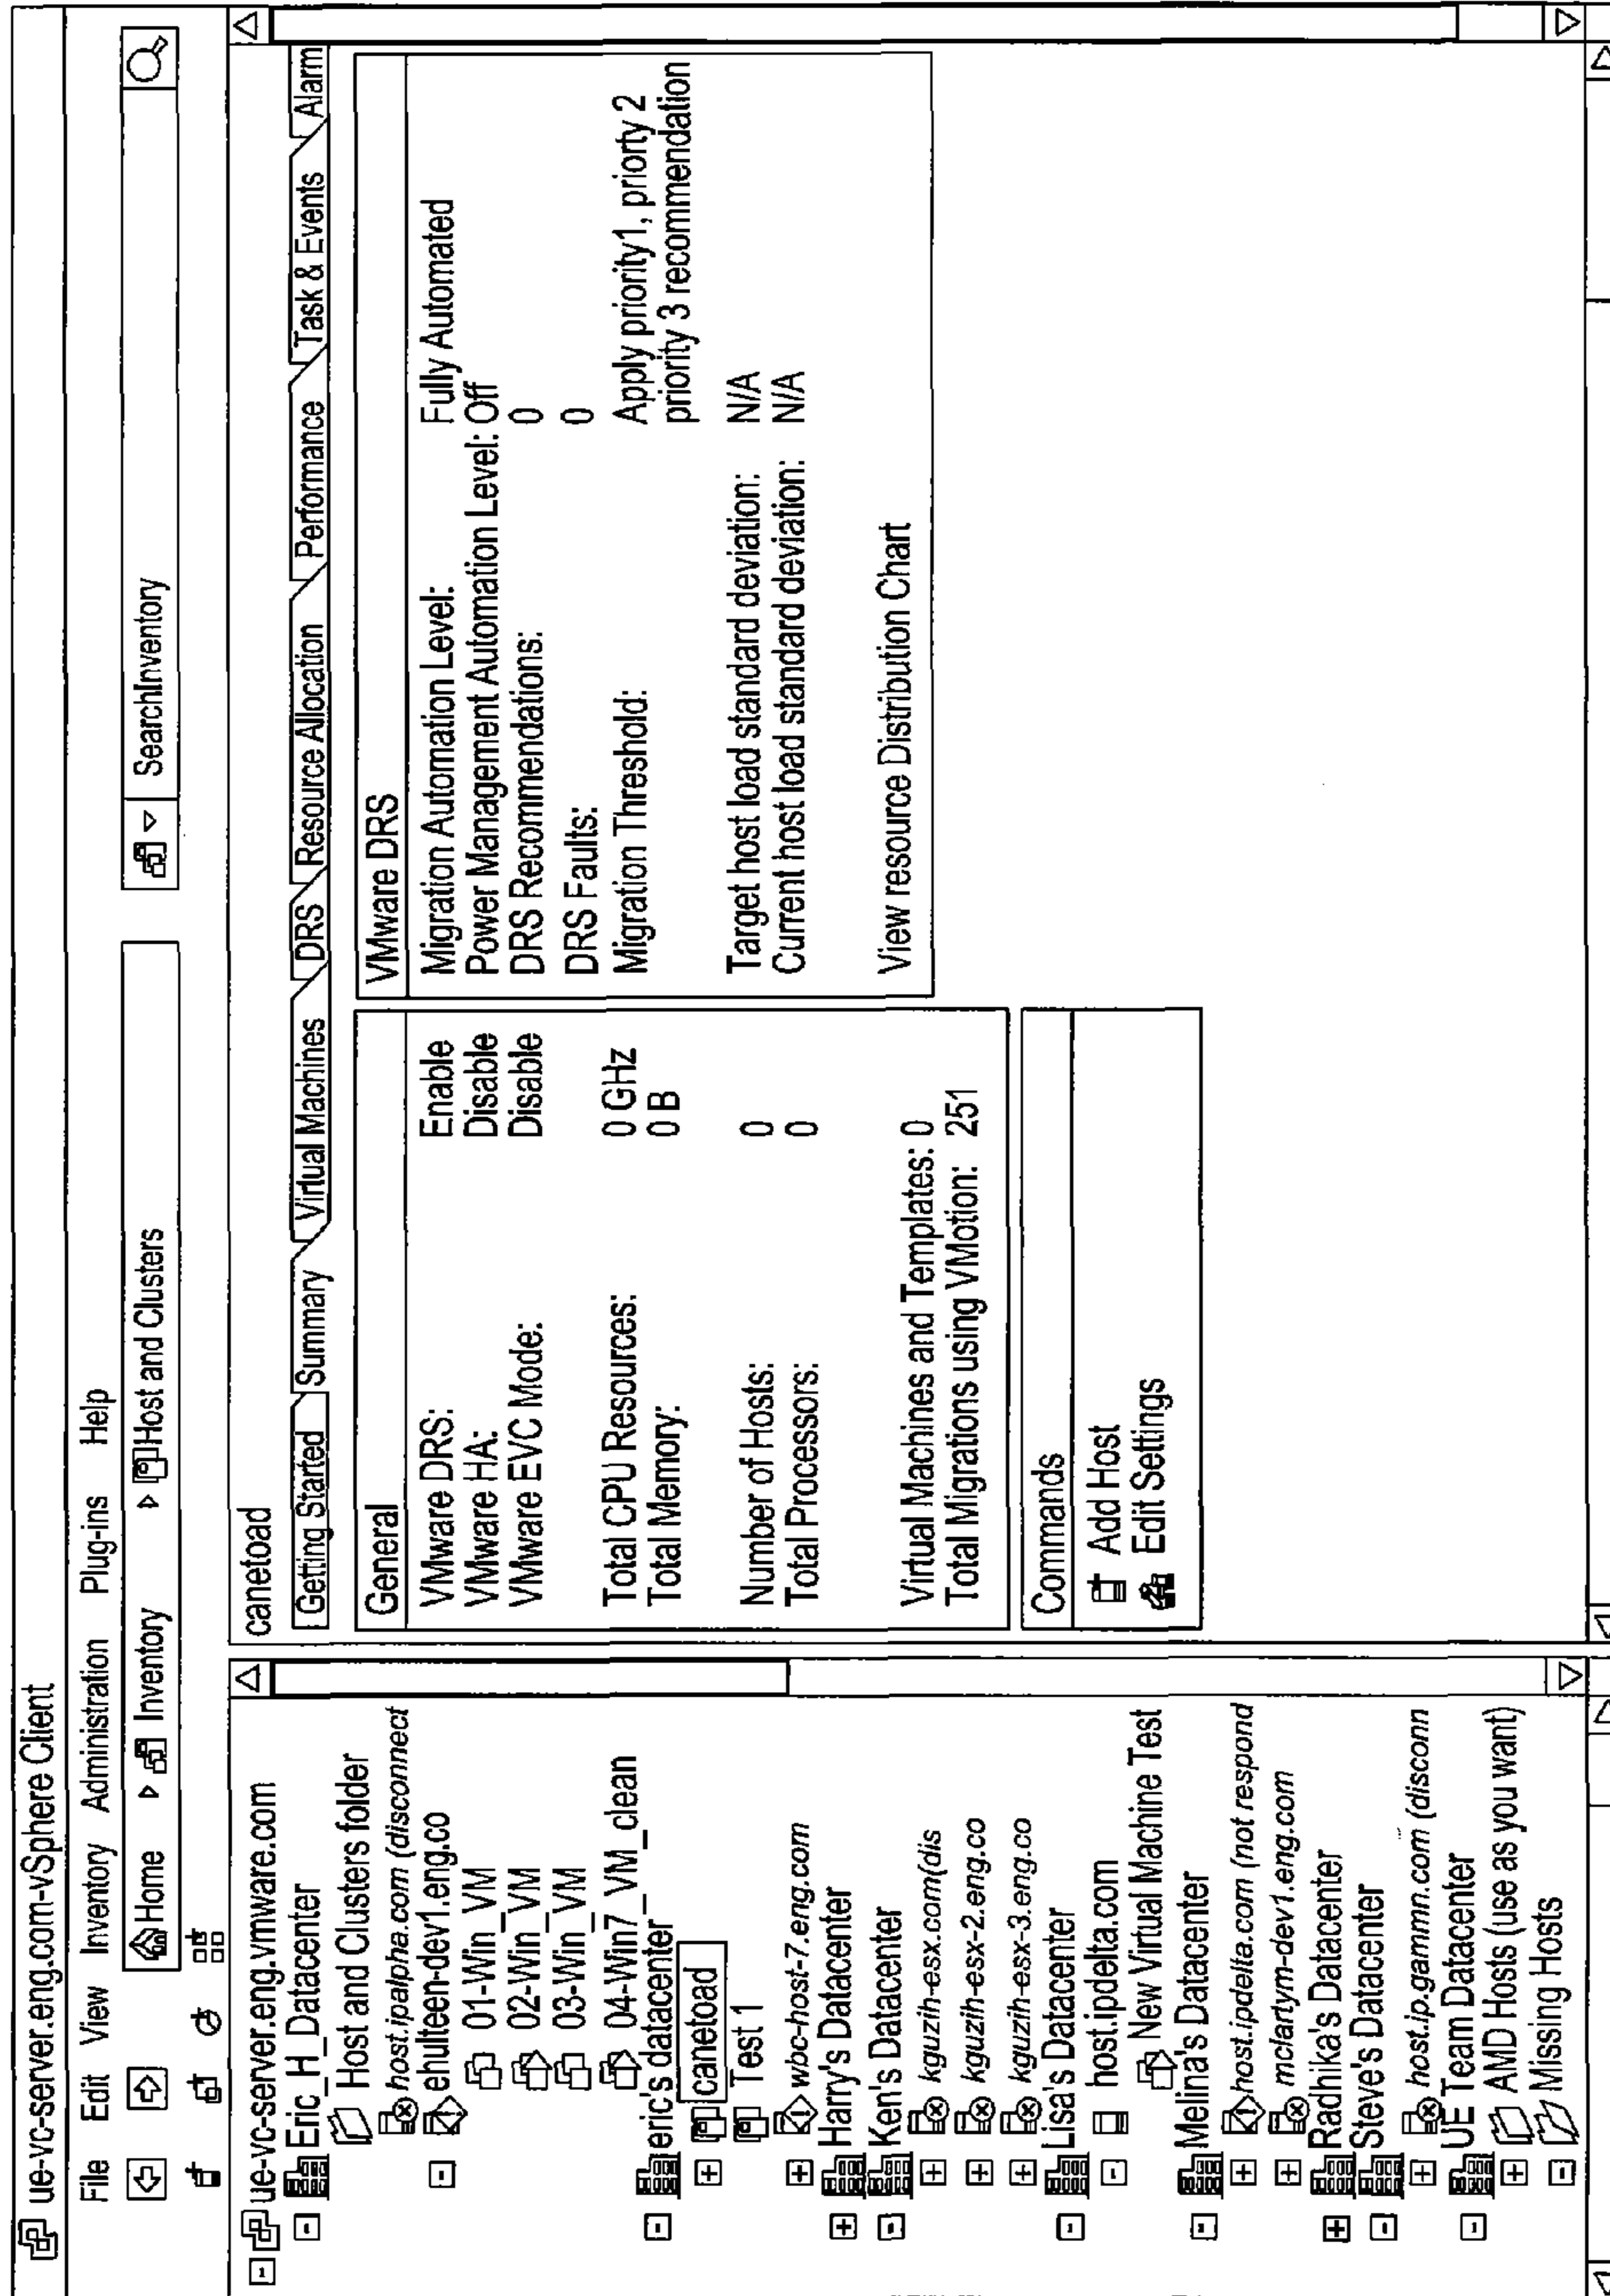 ue-vc-server.eng.com-vSphere Client
File Edit View Inventory Administration Plug-ins Help
Home Inventory Host and Clusters SearchInventory
ue-vc-server.eng.vmware.com
Eric_H_Datacenter
Host and Clusters folder
host.ipalpha.com (disconnect
ehulteen-dev1.eng.co
01-Win_VM
02-Win_VM
03-Win_VM
04-Win7_VM_clean
eric's datacenter
canetoad
Test 1
wbc-host-7.eng.com
Harry's Datacenter
Ken's Datacenter
kguzih-esx.com(dis
kguzih-esx-2.eng.co
kguzih-esx-3.eng.co
Lisa's Datacenter
host.ipdelta.com
New Virtual Machine Test
Melina's Datacenter
host.ipdelta.com (not respond
mclartym-dev1.eng.com
Radhika's Datacenter
Steve's Datacenter
host.ip.gammn.com (disconn
UE Team Datacenter
AMD Hosts (use as you want)
Missing Hosts
canetoad
Getting Started Summary Virtual Machines DRS Resource Allocation Performance Task & Events Alarm
General
VMware DRS: Enable
VMware HA: Disable
VMware EVC Mode: Disable
Total CPU Resources: 0 GHz
Total Memory: 0 B
Number of Hosts: 0
Total Processors: 0
Virtual Machines and Templates: 0
Total Migrations using VMotion: 251
Commands
Add Host
Edit Settings
VMware DRS
Migration Automation Level: Fully Automated
Power Management Automation Level: Off
DRS Recommendations: 0
DRS Faults: 0
Migration Threshold: Apply priority1, priorty 2
priority 3 recommendation
Target host load standard deviation: N/A
Current host load standard deviation: N/A
View resource Distribution Chart